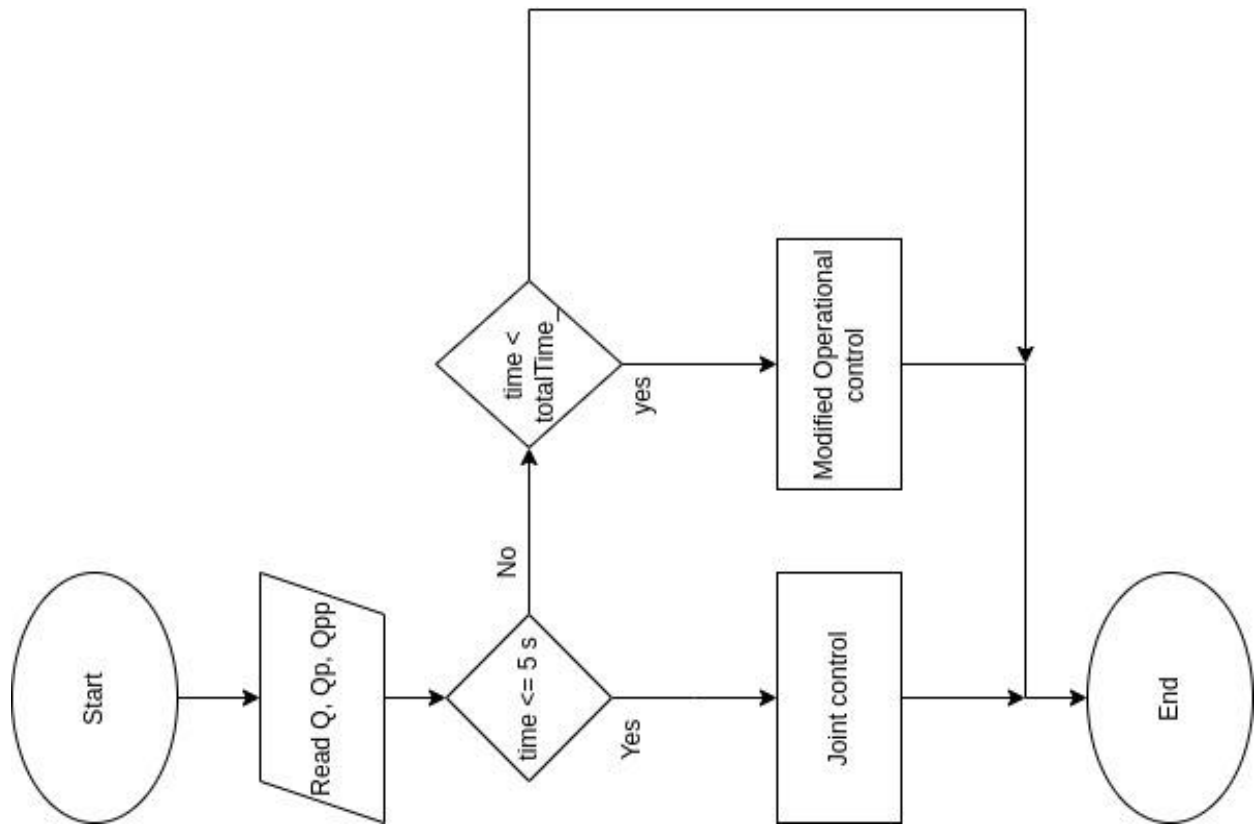 Start
Read Q, Qp, Qpp
time <= 5 s
No
Yes
time <
totalTime_
yes
Joint control
Modified Operational
control
End